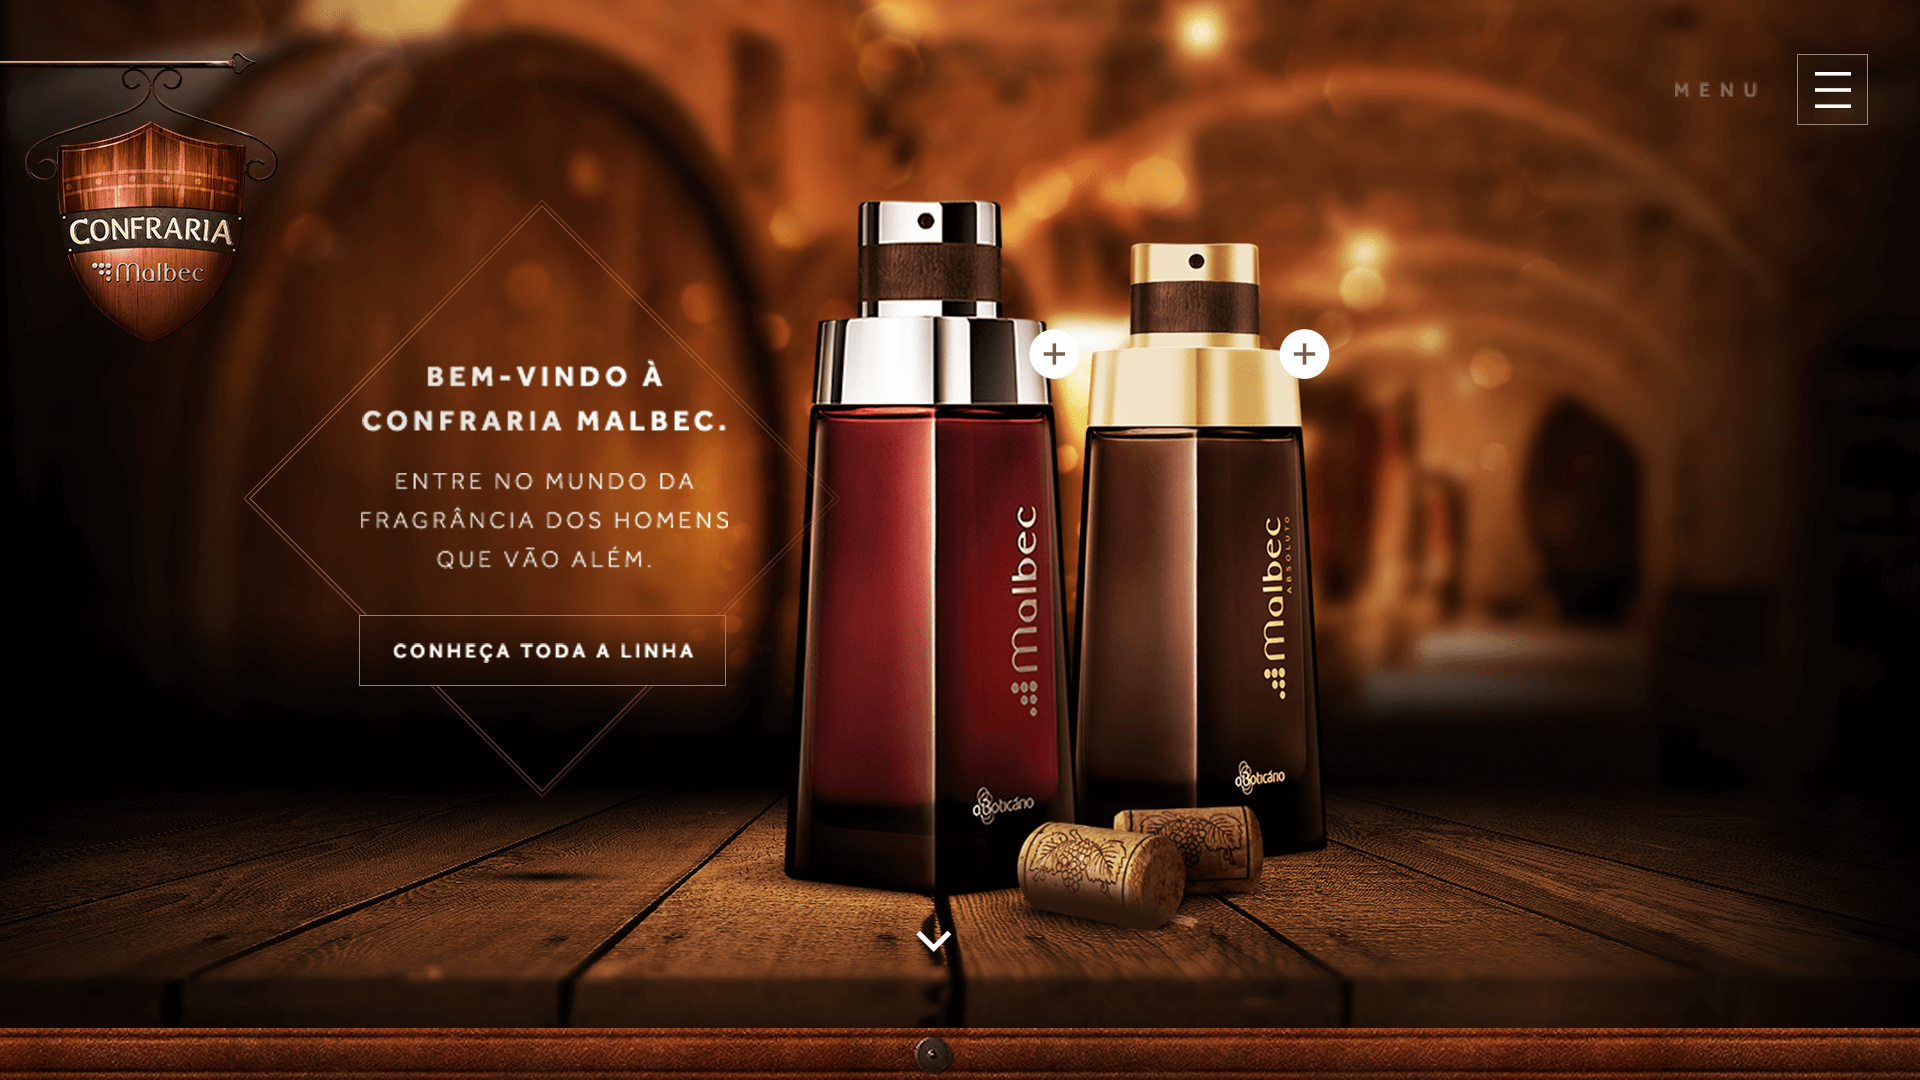 MENU
CONFRARIA
Malbec
BEM-VINDO À
CONFRARIA MALBEC.
ENTRE NO MUNDO DA
FRAGRÂNCIA DOS HOMENS
QUE VÃO ALÉM.
CONHEÇA TODA A LINHA
malbec
oBoticário
malbec
ABSOLUTO
oBoticário